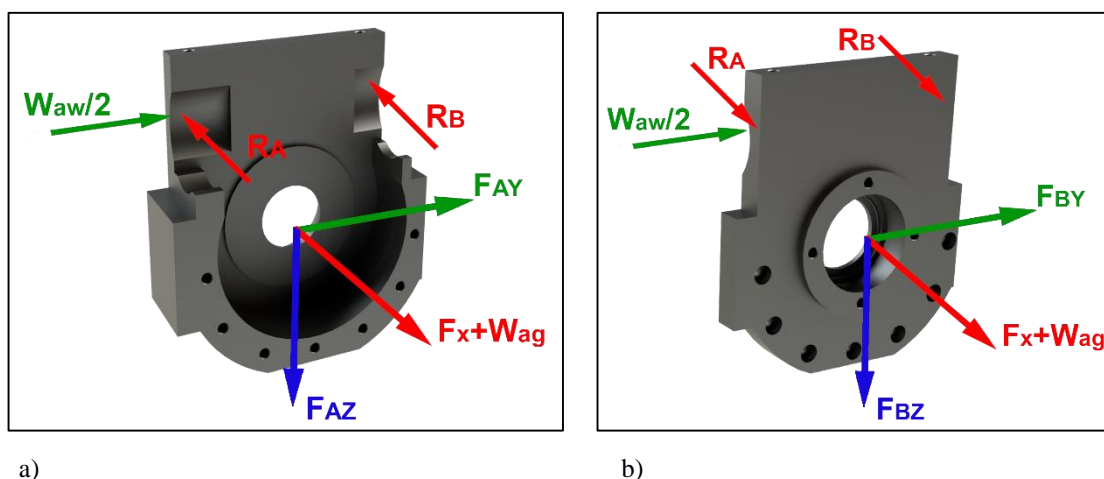 Waw/2
RA
RB
FAY
Fx+Wag
FAZ
RB
RA
Waw/2
FBY
Fx+Wag
FBZ
a)
b)